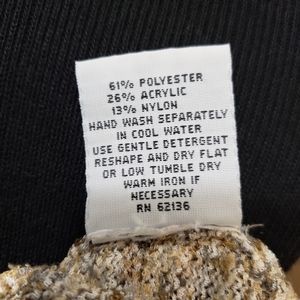 61% POLYESTER
26% ACRYLIC
13% NYLON
HAND WASH SEPARATELY
IN COOL WATER
USE GENTLE DETERGENT
RESHAPE AND DRY FLAT
OR LOW TUMBLE DRY
WARM IRON IF
NECESSARY
RN 62136